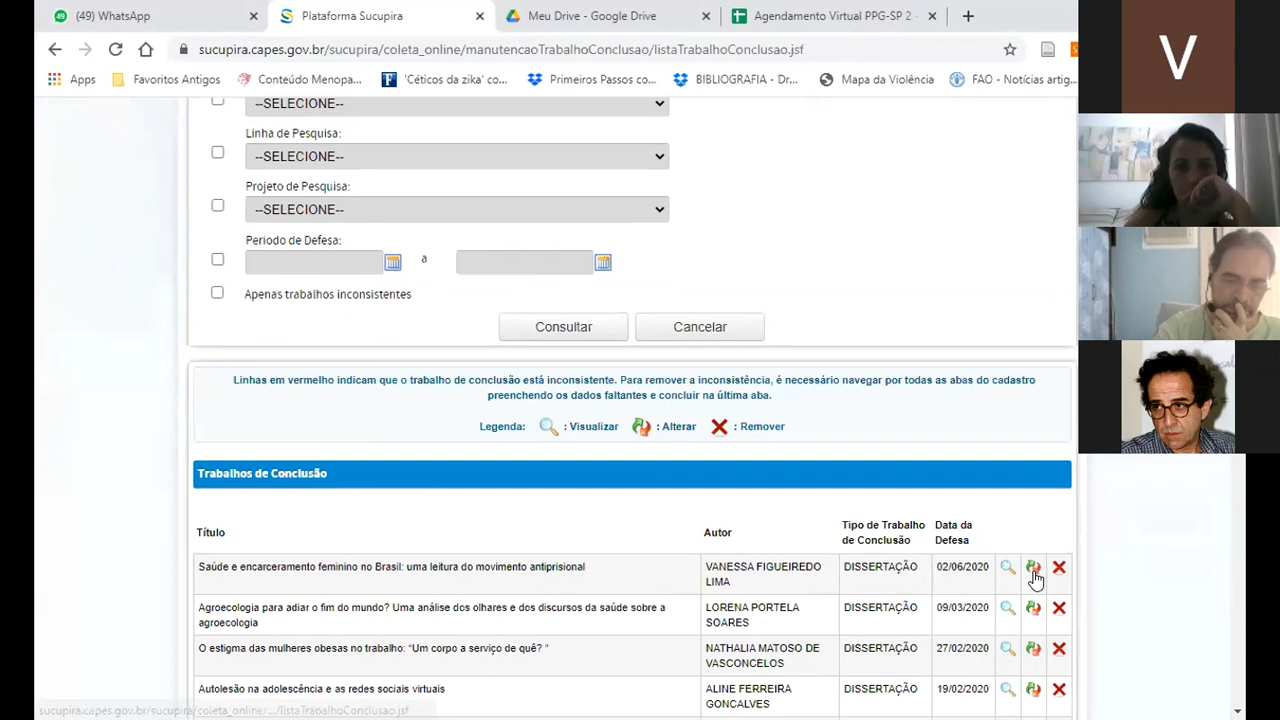 (49) WhatsApp
Plataforma Sucupira
Meu Drive - Google Drive
Agendamento Virtual PPG-SP 2 -
sucupira.capes.gov.br/sucupira/coleta_online/manutencaoTrabalhoConclusao/listaTrabalhoConclusao.jsf
Apps
Favoritos Antigos
Conteúdo Menopa...
'Céticos da zika' co...
Primeiros Passos co...
BIBLIOGRAFIA - Dr...
Mapa da Violência
FAO - Notícias artig...
V
--SELECIONE--
Linha de Pesquisa:
--SELECIONE--
Projeto de Pesquisa:
--SELECIONE--
Periodo de Defesa:
a
Apenas trabalhos inconsistentes
Consultar
Cancelar
Linhas em vermelho indicam que o trabalho de conclusão está inconsistente. Para remover a inconsistência, é necessário navegar por todas as abas do cadastro
preenchendo os dados faltantes e concluir na última aba.
Legenda: : Visualizar : Alterar : Remover
Trabalhos de Conclusão
Título
Autor
Tipo de Trabalho
de Conclusão
Data da
Defesa
Saúde e encarceramento feminino no Brasil: uma leitura do movimento antiprisional
VANESSA FIGUEIREDO
LIMA
DISSERTAÇÃO
02/06/2020
Agroecologia para adiar o fim do mundo? Uma análise dos olhares e dos discursos da saúde sobre a
agroecologia
LORENA PORTELA
SOARES
DISSERTAÇÃO
09/03/2020
O estigma das mulheres obesas no trabalho: “Um corpo a serviço de quê? ”
NATHALIA MATOSO DE
VASCONCELOS
DISSERTAÇÃO
27/02/2020
Autolesão na adolescência e as redes sociais virtuais
ALINE FERREIRA
GONCALVES
DISSERTAÇÃO
19/02/2020
sucupira.capes.gov.br/sucupira/coleta_online/.../listaTrabalhoConclusao.jsf